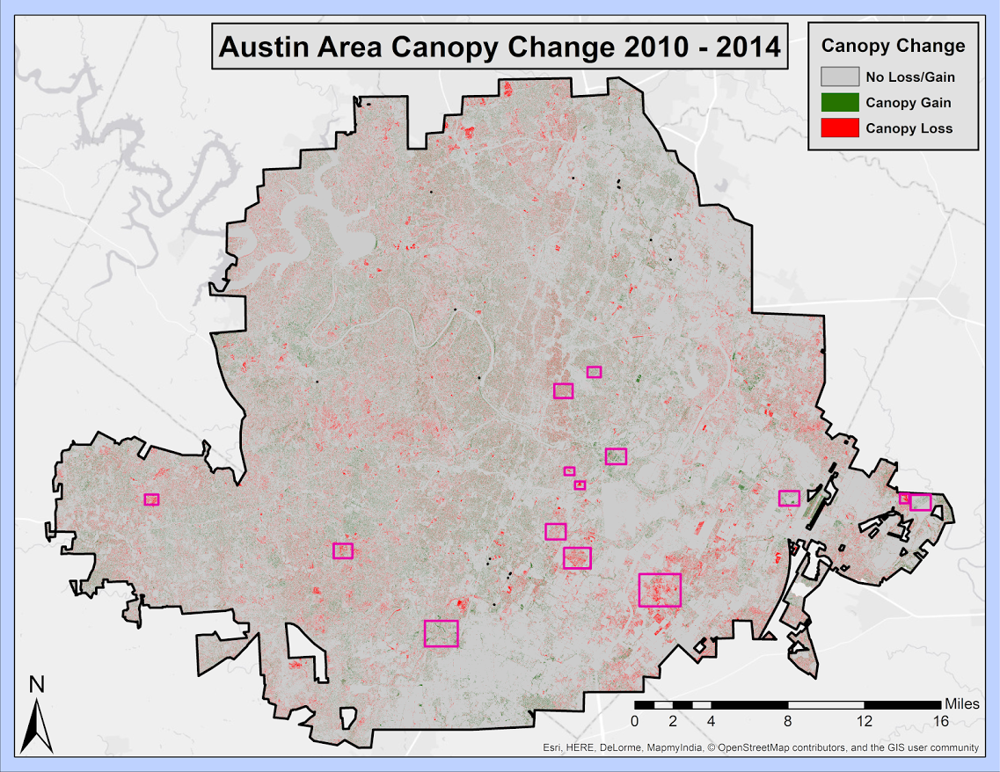 Austin Area Canopy Change 2010 - 2014
Canopy Change
No Loss/Gain
Canopy Gain
Canopy Loss
N
Miles
0 2 4 8 12 16
Esri, HERE, DeLorme, MapmyIndia, © OpenStreetMap contributors, and the GIS user community